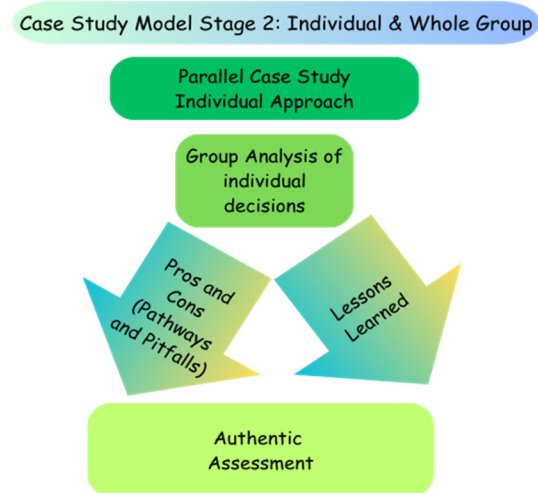 Case Study Model Stage 2: Individual & Whole Group
Parallel Case Study
Individual Approach
Group Analysis of
individual
decisions
Pros and
Cons
(Pathways
and Pitfalls)
Lessons
Learned
Authentic
Assessment